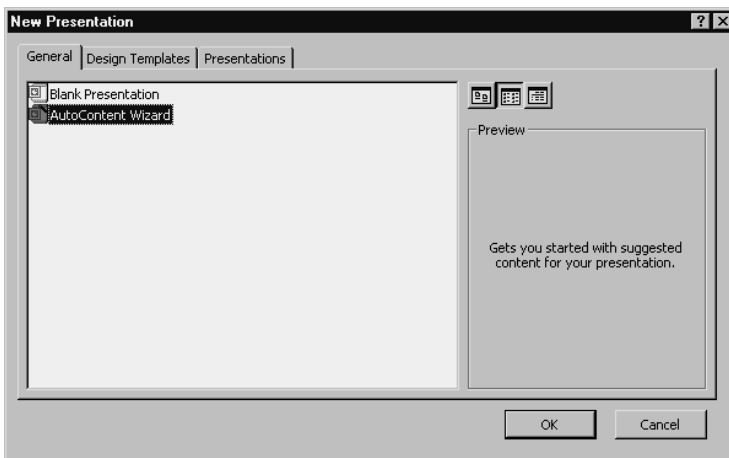 New Presentation
General
Design Templates
Presentations
Blank Presentation
AutoContent Wizard
Preview
Gets you started with suggested
content for your presentation.
OK
Cancel